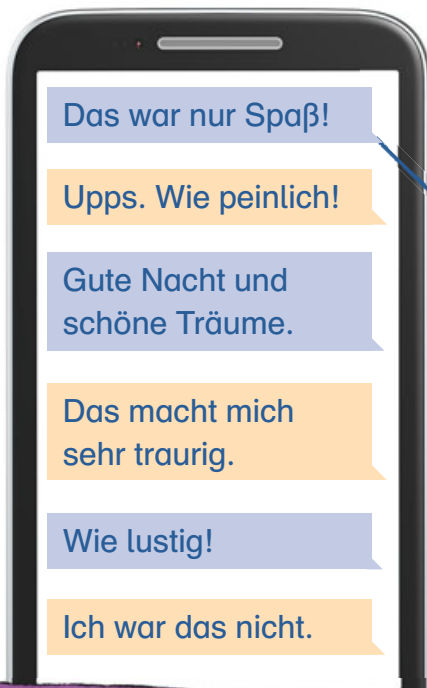 Das war nur Spaß!
Upps. Wie peinlich!
Gute Nacht und
schöne Träume.
Das macht mich
sehr traurig.
Wie lustig!
Ich war das nicht.